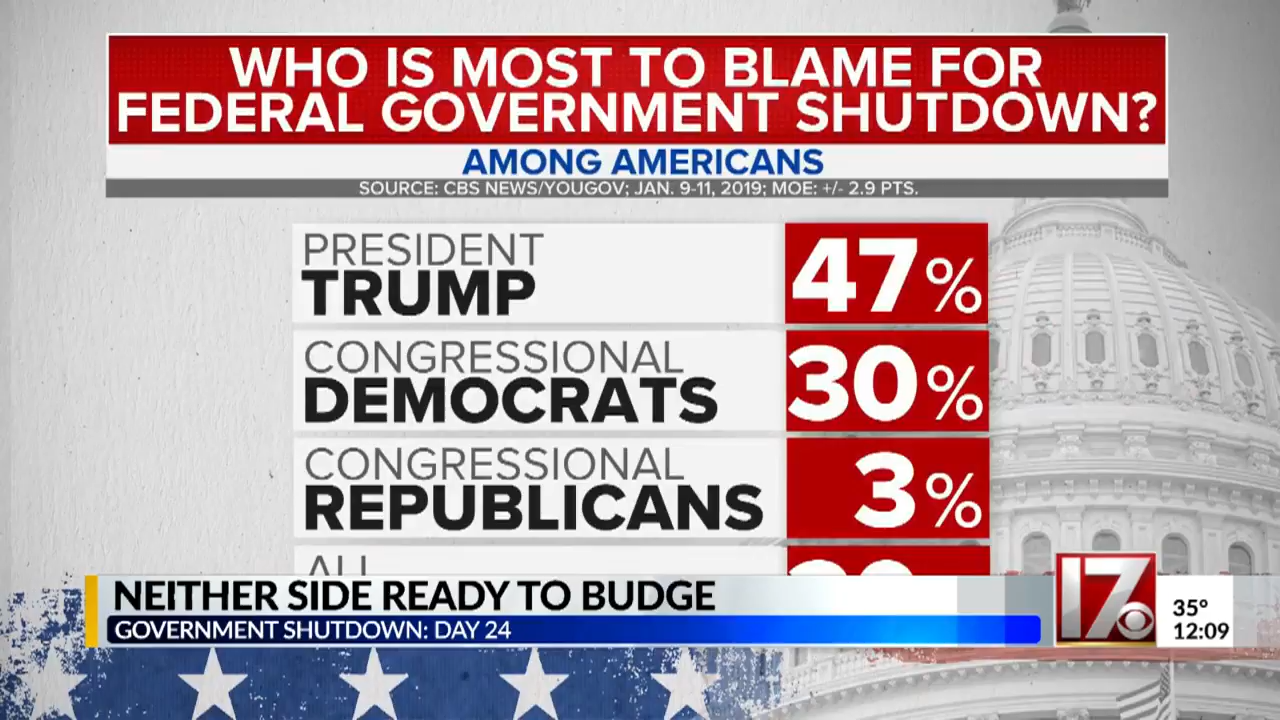 WHO IS MOST TO BLAME FOR
FEDERAL GOVERNMENT SHUTDOWN?
AMONG AMERICANS
SOURCE: CBS NEWS/YOUGOV; JAN. 9-11, 2019; MOE: +/- 2.9 PTS.
PRESIDENT
TRUMP 47%
CONGRESSIONAL
DEMOCRATS 30%
CONGRESSIONAL
REPUBLICANS 3%
ALL
NEITHER SIDE READY TO BUDGE
GOVERNMENT SHUTDOWN: DAY 24
17
35°
12:09